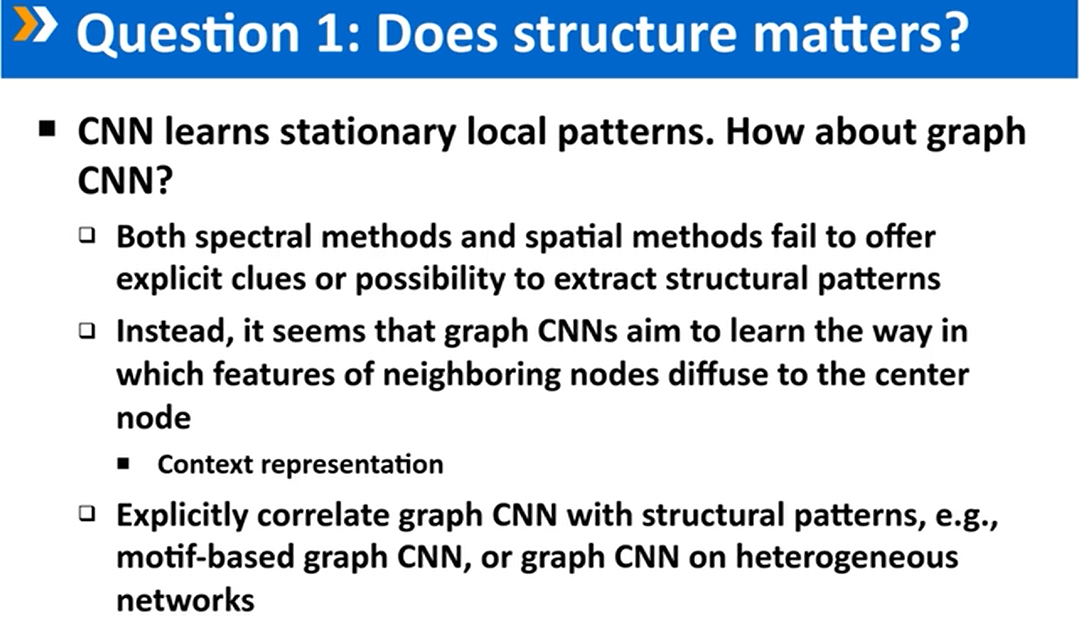 Question 1: Does structure matters?
CNN learns stationary local patterns. How about graph
CNN?
Both spectral methods and spatial methods fail to offer
explicit clues or possibility to extract structural patterns
Instead, it seems that graph CNNs aim to learn the way in
which features of neighboring nodes diffuse to the center
node
Context representation
Explicitly correlate graph CNN with structural patterns, e.g.,
motif-based graph CNN, or graph CNN on heterogeneous
networks